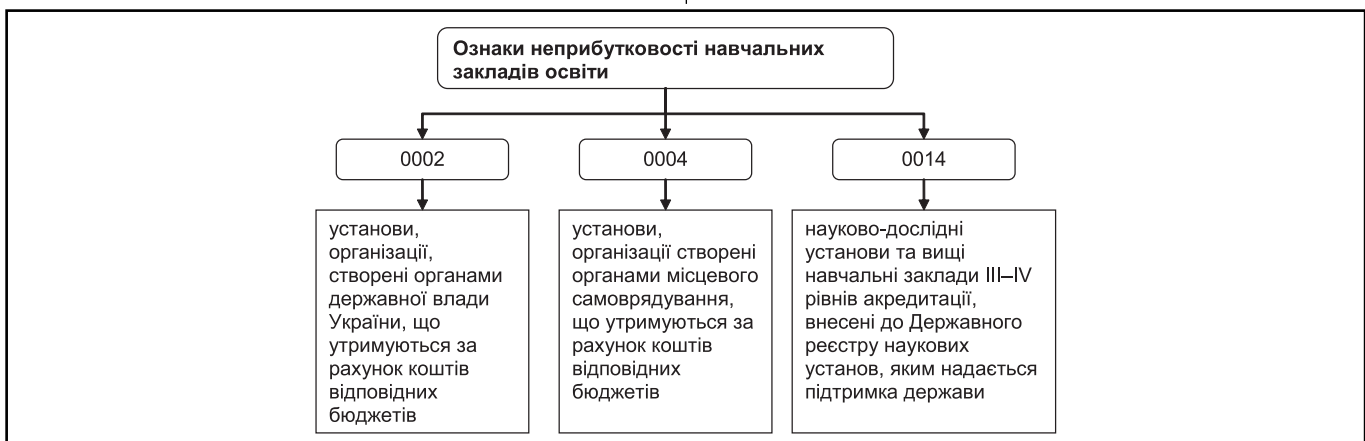 Ознаки неприбутковості навчальних
закладів освіти
0002
0004
0014
установи,
організації,
створені органами
державної влади
України, що
утримуються за
рахунок коштів
відповідних
бюджетів
установи,
організації створені
органами місцевого
самоврядування,
що утримуються за
рахунок коштів
відповідних
бюджетів
науково-дослідні
установи та вищі
навчальні заклади III–IV
рівнів акредитації,
внесені до Державного
реєстру наукових
установ, яким надається
підтримка держави